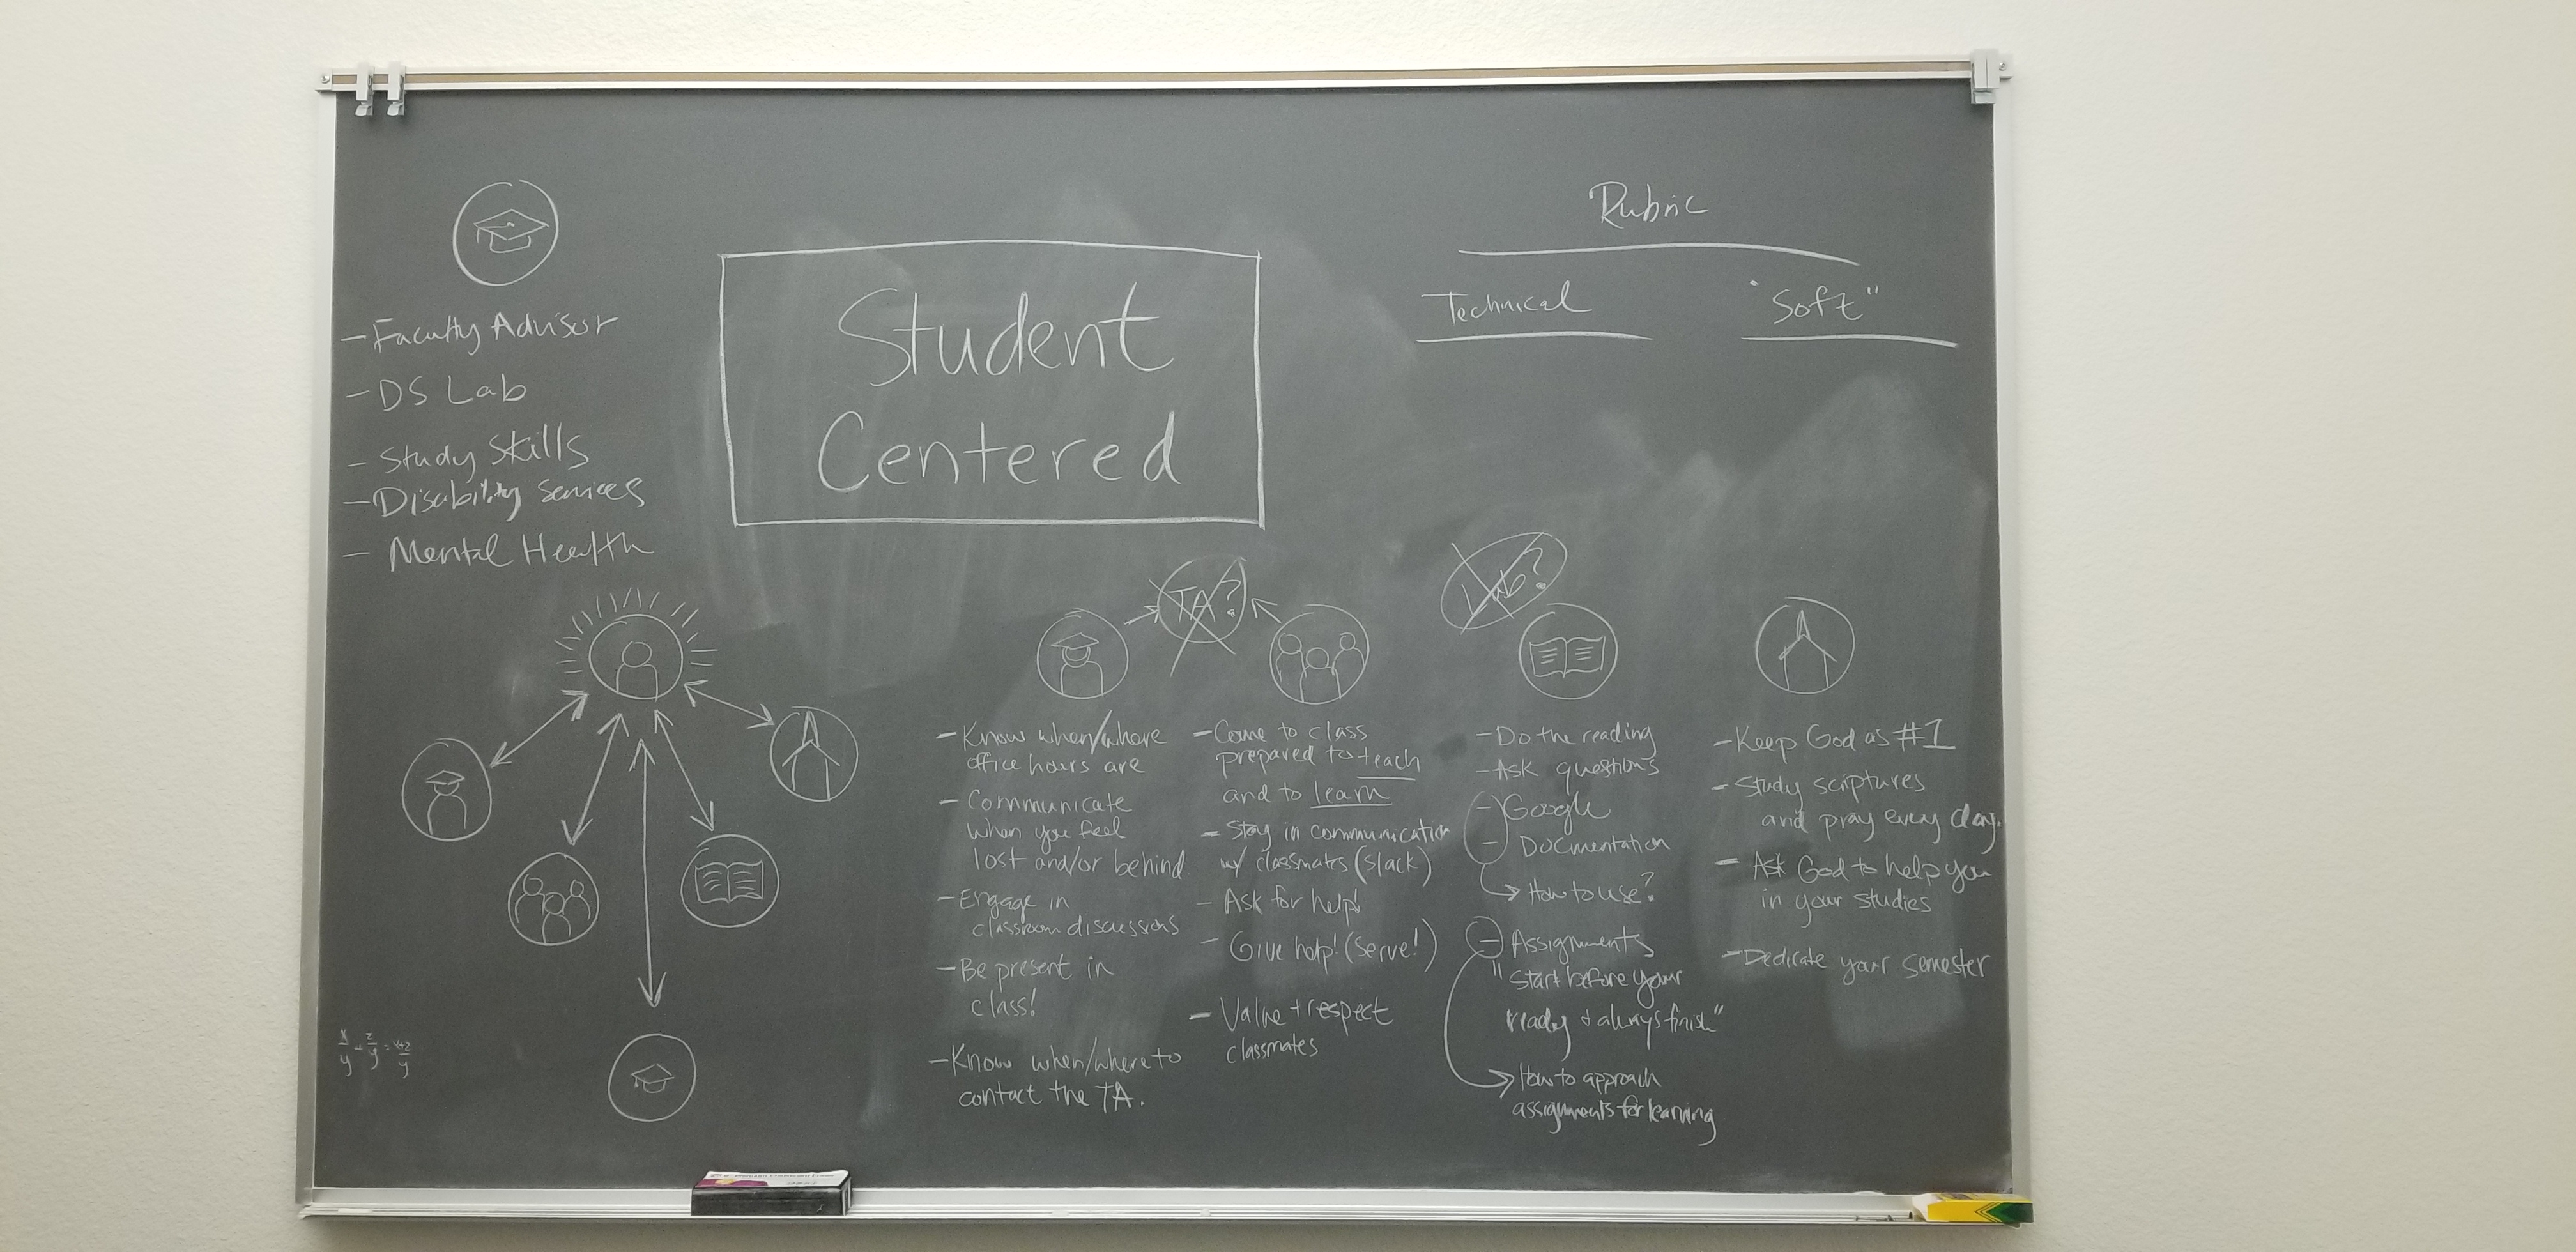 Student
Centered
- Faculty Advisor
- DS Lab
- Study Skills
- Disability Services
- Mental Health
Rubric
Technical
"Soft"
TA?
Lab?
- Know when/where
office hours are
- Communicate
when you feel
lost and/or behind
- Engage in
classroom discussions
- Be present in
class!
- Know when/where to
contact the TA.
- Come to class
prepared to teach
and to learn
- Stay in communication
w/ classmates (Slack)
- Ask for help!
- Give help! (serve!)
- Value + respect
classmates
- Do the reading
- Ask questions
- Google
- Documentation
→ How to use?
- Assignments
"Start before your
ready + always finish"
→ How to approach
assignments for learning
- Keep God as #1
- Study scriptures
and pray every day.
- Ask God to help you
in your studies
- Dedicate your semester
x/y + z/y = x+z/y